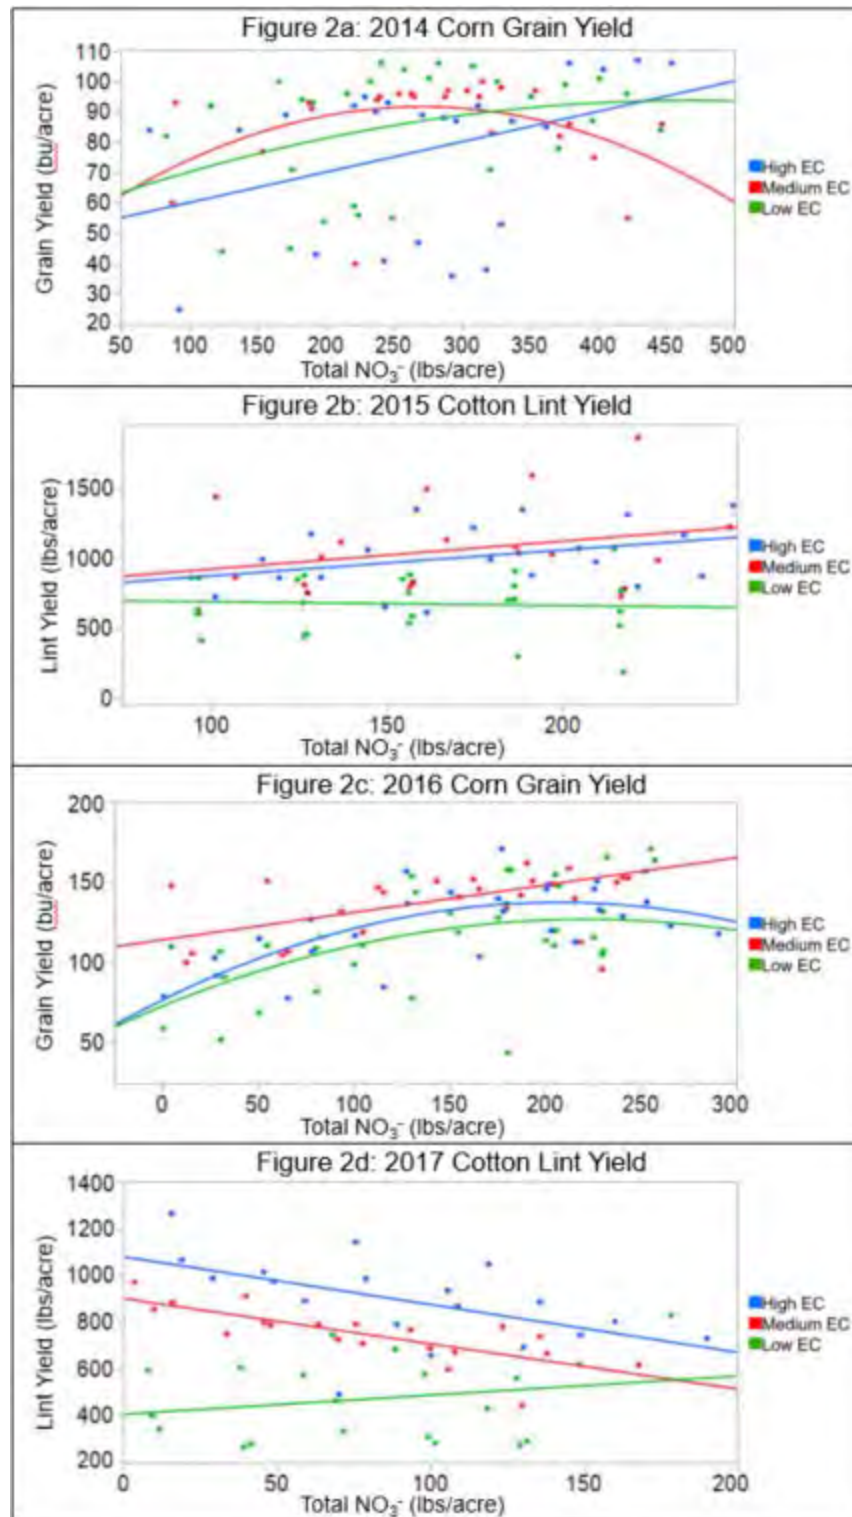 Figure 2a: 2014 Corn Grain Yield
Grain Yield (bu/acre)
110
100
90
80
70
60
50
40
30
20
50
100
150
200
250
300
350
400
450
500
Total NO₃⁻ (lbs/acre)
High EC
Medium EC
Low EC
Figure 2b: 2015 Cotton Lint Yield
Lint Yield (lbs/acre)
1500
1000
500
0
100
150
200
Total NO₃⁻ (lbs/acre)
High EC
Medium EC
Low EC
Figure 2c: 2016 Corn Grain Yield
Grain Yield (bu/acre)
200
150
100
50
0
50
100
150
200
250
300
Total NO₃⁻ (lbs/acre)
High EC
Medium EC
Low EC
Figure 2d: 2017 Cotton Lint Yield
Lint Yield (lbs/acre)
1400
1200
1000
800
600
400
200
0
50
100
150
200
Total NO₃⁻ (lbs/acre)
High EC
Medium EC
Low EC